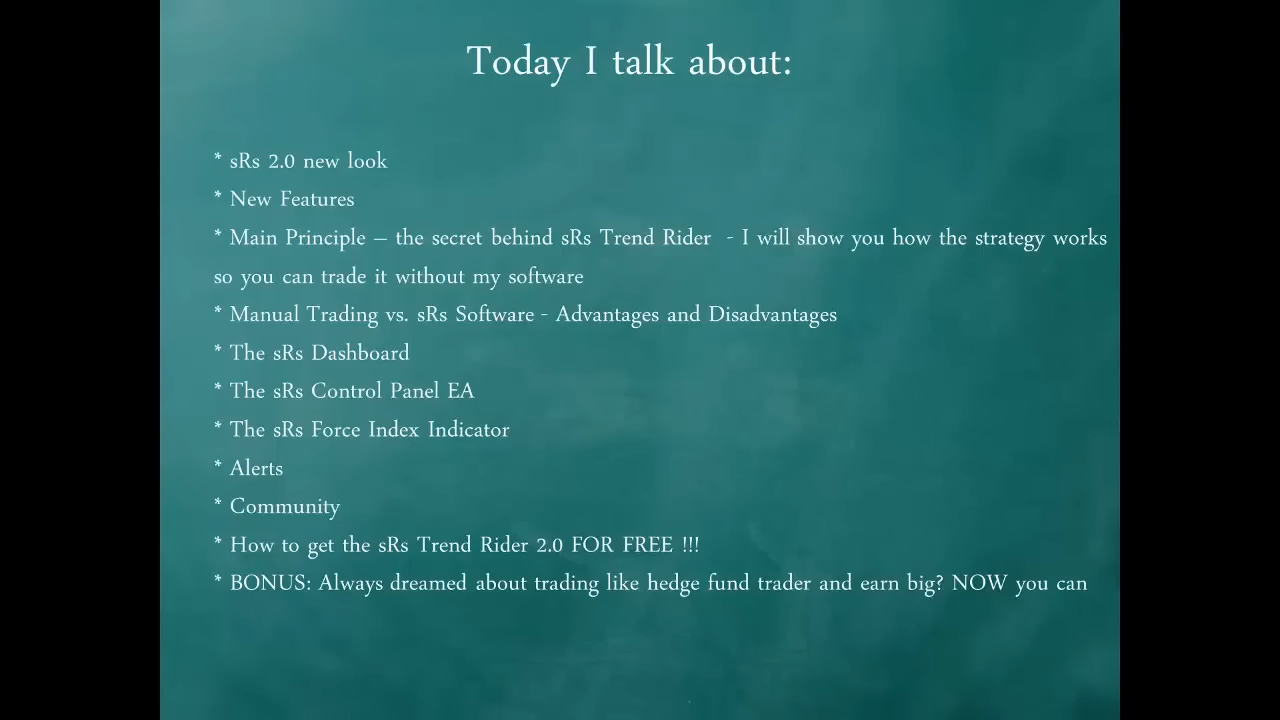 Today I talk about:
* sRs 2.0 new look
* New Features
* Main Principle – the secret behind sRs Trend Rider  - I will show you how the strategy works
so you can trade it without my software
* Manual Trading vs. sRs Software - Advantages and Disadvantages
* The sRs Dashboard
* The sRs Control Panel EA
* The sRs Force Index Indicator
* Alerts
* Community
* How to get the sRs Trend Rider 2.0 FOR FREE !!!
* BONUS: Always dreamed about trading like hedge fund trader and earn big? NOW you can